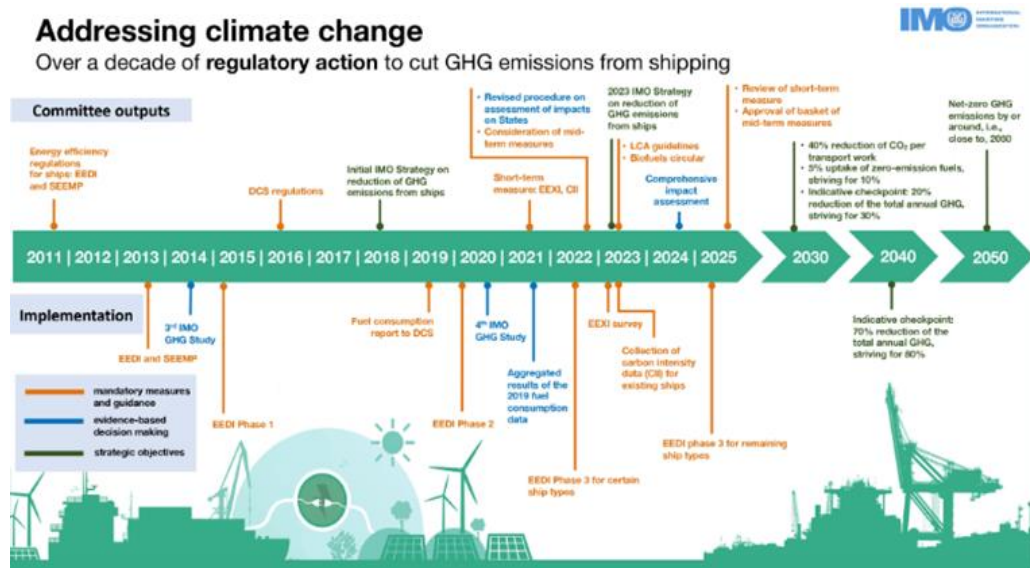 Addressing climate change
Over a decade of regulatory action to cut GHG emissions from shipping
IMO
INTERNATIONAL
MARITIME
ORGANIZATION
Committee outputs
Energy efficiency
regulations
for ships: EEDI
and SEEMP
DCS regulations
Initial IMO Strategy on
reduction of GHG
emissions from ships
• Revised procedure on
assessment of impacts
on States
• Consideration of mid-
term measures
Short-term
measure: EEXI, CII
2023 IMO Strategy
on reduction of
GHG emissions
from ships
• LCA guidelines
• Biofuels circular
Comprehensive
impact
assessment
• Review of short-term
measure
• Approval of basket of
mid-term measures
• 40% reduction of CO₂ per
transport work
• 5% uptake of zero-emission fuels,
striving for 10%
• Indicative checkpoint: 20%
reduction of the total annual GHG,
striving for 30%
Net-zero GHG
emissions by or
around, i.e.,
close to, 2050
2011 | 2012 | 2013 | 2014 | 2015 | 2016 | 2017 | 2018 | 2019 | 2020 | 2021 | 2022 | 2023 | 2024 | 2025
2030
2040
2050
Implementation
EEDI and SEEMP
3rd IMO
GHG Study
EEDI Phase 1
Fuel consumption
report to DCS
EEDI Phase 2
4th IMO
GHG Study
Aggregated
results of the
2019 fuel
consumption
data
EEDI Phase 3 for certain
ship types
EEXI survey
Collection of
carbon intensity
data (CII) for
existing ships
EEDI phase 3 for remaining
ship types
Indicative checkpoint:
70% reduction of the
total annual GHG,
striving for 80%
mandatory measures
and guidance
evidence-based
decision making
strategic objectives